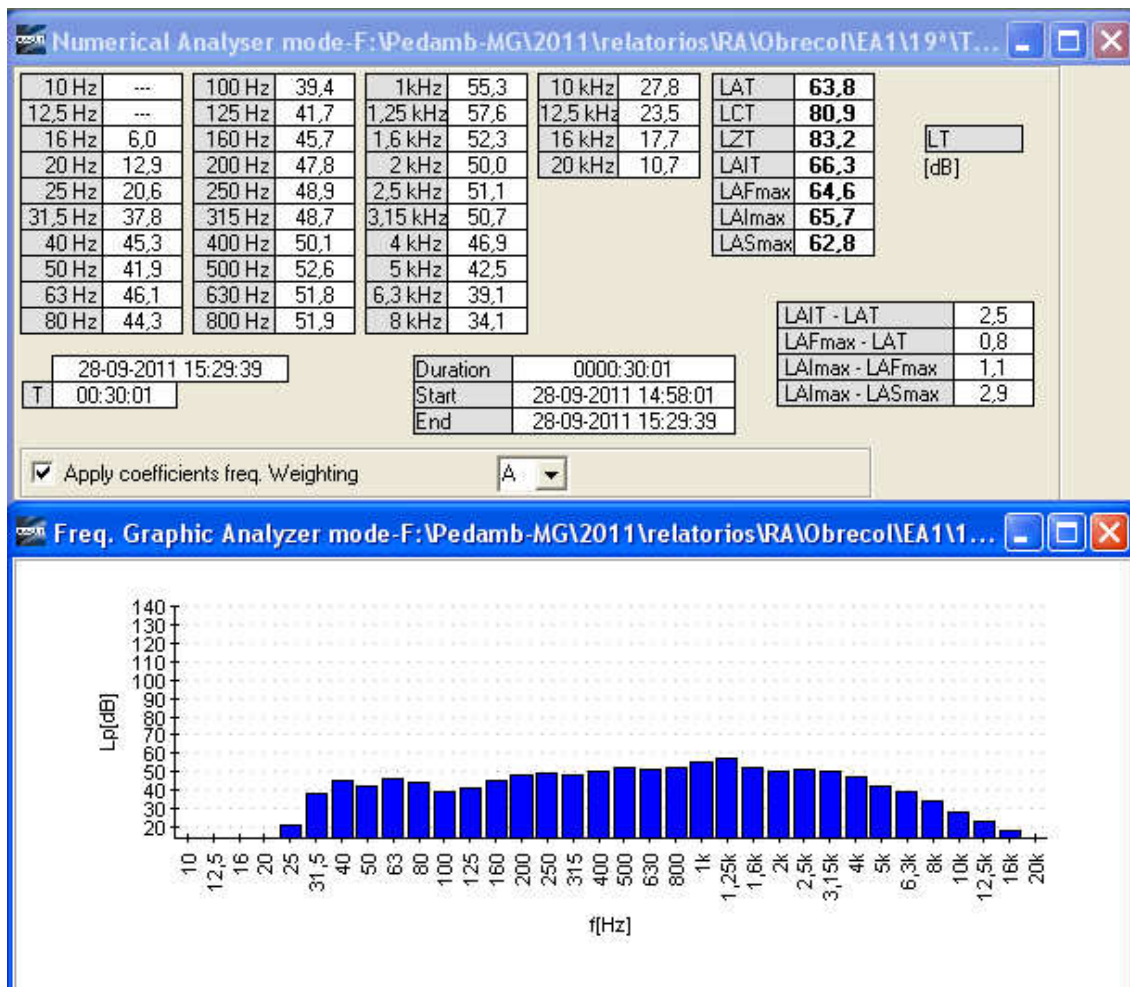 Numerical Analyser mode-F:\Pedamb-MG\2011\relatorios\RA\Obrecol\EA1\19ª\T...
10 Hz --- 100 Hz 39,4 1kHz 55,3 10 kHz 27,8 LAT 63,8
12,5 Hz --- 125 Hz 41,7 1,25 kHz 57,6 12,5 kHz 23,5 LCT 80,9
16 Hz 6,0 160 Hz 45,7 1,6 kHz 52,3 16 kHz 17,7 LZT 83,2 LT
20 Hz 12,9 200 Hz 47,8 2 kHz 50,0 20 kHz 10,7 LAIT 66,3 [dB]
25 Hz 20,6 250 Hz 48,9 2,5 kHz 51,1 LAFmax 64,6
31,5 Hz 37,8 315 Hz 48,7 3,15 kHz 50,7 LAImax 65,7
40 Hz 45,3 400 Hz 50,1 4 kHz 46,9 LASmax 62,8
50 Hz 41,9 500 Hz 52,6 5 kHz 42,5
63 Hz 46,1 630 Hz 51,8 6,3 kHz 39,1
80 Hz 44,3 800 Hz 51,9 8 kHz 34,1
LAIT - LAT 2,5
LAFmax - LAT 0,8
LAImax - LAFmax 1,1
LAImax - LASmax 2,9
28-09-2011 15:29:39
T 00:30:01
Duration 0000:30:01
Start 28-09-2011 14:58:01
End 28-09-2011 15:29:39
Apply coefficients freq. Weighting A
Freq. Graphic Analyzer mode-F:\Pedamb-MG\2011\relatorios\RA\Obrecol\EA1\1...
Lp[dB]
140
130
120
110
100
90
80
70
60
50
40
30
20
10 12,5 16 20 25 31,5 40 50 63 80 100 125 160 200 250 315 400 500 630 800 1k 1,25k 1,6k 2k 2,5k 3,15k 4k 5k 6,3k 8k 10k 12,5k 16k 20k
f[Hz]